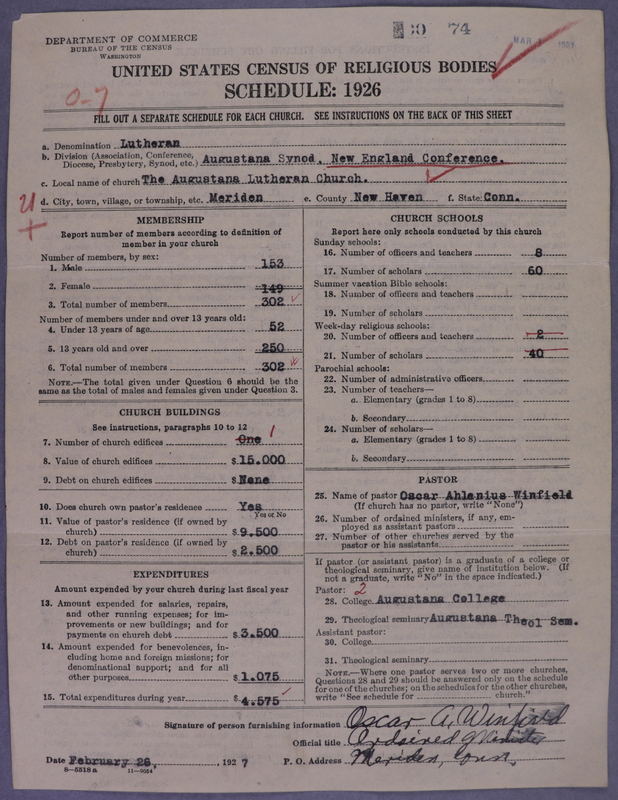 DEPARTMENT OF COMMERCE
BUREAU OF THE CENSUS
WASHINGTON
74
MAR
UNITED STATES CENSUS OF RELIGIOUS BODIES
SCHEDULE: 1926
0-7
FILL OUT A SEPARATE SCHEDULE FOR EACH CHURCH. SEE INSTRUCTIONS ON THE BACK OF THIS SHEET
a. Denomination Lutheran
b. Division (Association, Conference, Diocese, Presbytery, Synod, etc.) Augustana Synod. New England Conference.
c. Local name of church The Augustana Lutheran Church.
d. City, town, village, or township, etc. Meriden e. County New Haven f. State Conn.
MEMBERSHIP
Report number of members according to definition of
member in your church
Number of members, by sex:
1. Male 153
2. Female 149
3. Total number of members 302
Number of members under and over 13 years old:
4. Under 13 years of age 52
5. 13 years old and over 250
6. Total number of members 302
NOTE.—The total given under Question 6 should be
the same as the total of males and females given under Question 3.
CHURCH BUILDINGS
See instructions, paragraphs 10 to 12
7. Number of church edifices One 1
8. Value of church edifices $15.000
9. Debt on church edifices $None
10. Does church own pastor's residence Yes
Yes or No
11. Value of pastor's residence (if owned by
church) $9.500
12. Debt on pastor's residence (if owned by
church) $2.500
EXPENDITURES
Amount expended by your church during last fiscal year
13. Amount expended for salaries, repairs,
and other running expenses; for im-
provements or new buildings; and for
payments on church debt $3.500
14. Amount expended for benevolences, in-
cluding home and foreign missions; for
denominational support; and for all
other purposes $1.075
15. Total expenditures during year $4.575
CHURCH SCHOOLS
Report here only schools conducted by this church
Sunday schools:
16. Number of officers and teachers 8
17. Number of scholars 60
Summer vacation Bible schools:
18. Number of officers and teachers
19. Number of scholars
Week-day religious schools:
20. Number of officers and teachers 2
21. Number of scholars 40
Parochial schools:
22. Number of administrative officers
23. Number of teachers—
a. Elementary (grades 1 to 8)
b. Secondary
24. Number of scholars—
a. Elementary (grades 1 to 8)
b. Secondary
PASTOR
25. Name of pastor Oscar Ahlenius Winfield
(If church has no pastor, write "None")
26. Number of ordained ministers, if any, em-
ployed as assistant pastors
27. Number of other churches served by the
pastor or his assistants
If pastor (or assistant pastor) is a graduate of a college or
theological seminary, give name of institution below. (If
not a graduate, write "No" in the space indicated.)
Pastor: 2
28. College Augustana College
29. Theological seminary Augustana Theol Sem.
Assistant pastor:
30. College
31. Theological seminary
NOTE.—Where one pastor serves two or more churches,
Questions 28 and 29 should be answered only on the schedule
for one of the churches; on the schedules for the other churches,
write "See schedule for church."
Signature of person furnishing information Oscar A. Winfield
Official title Ordained Minister
Date February 26, 1927 P. O. Address Meriden, Conn.
8-5518a 11-9054